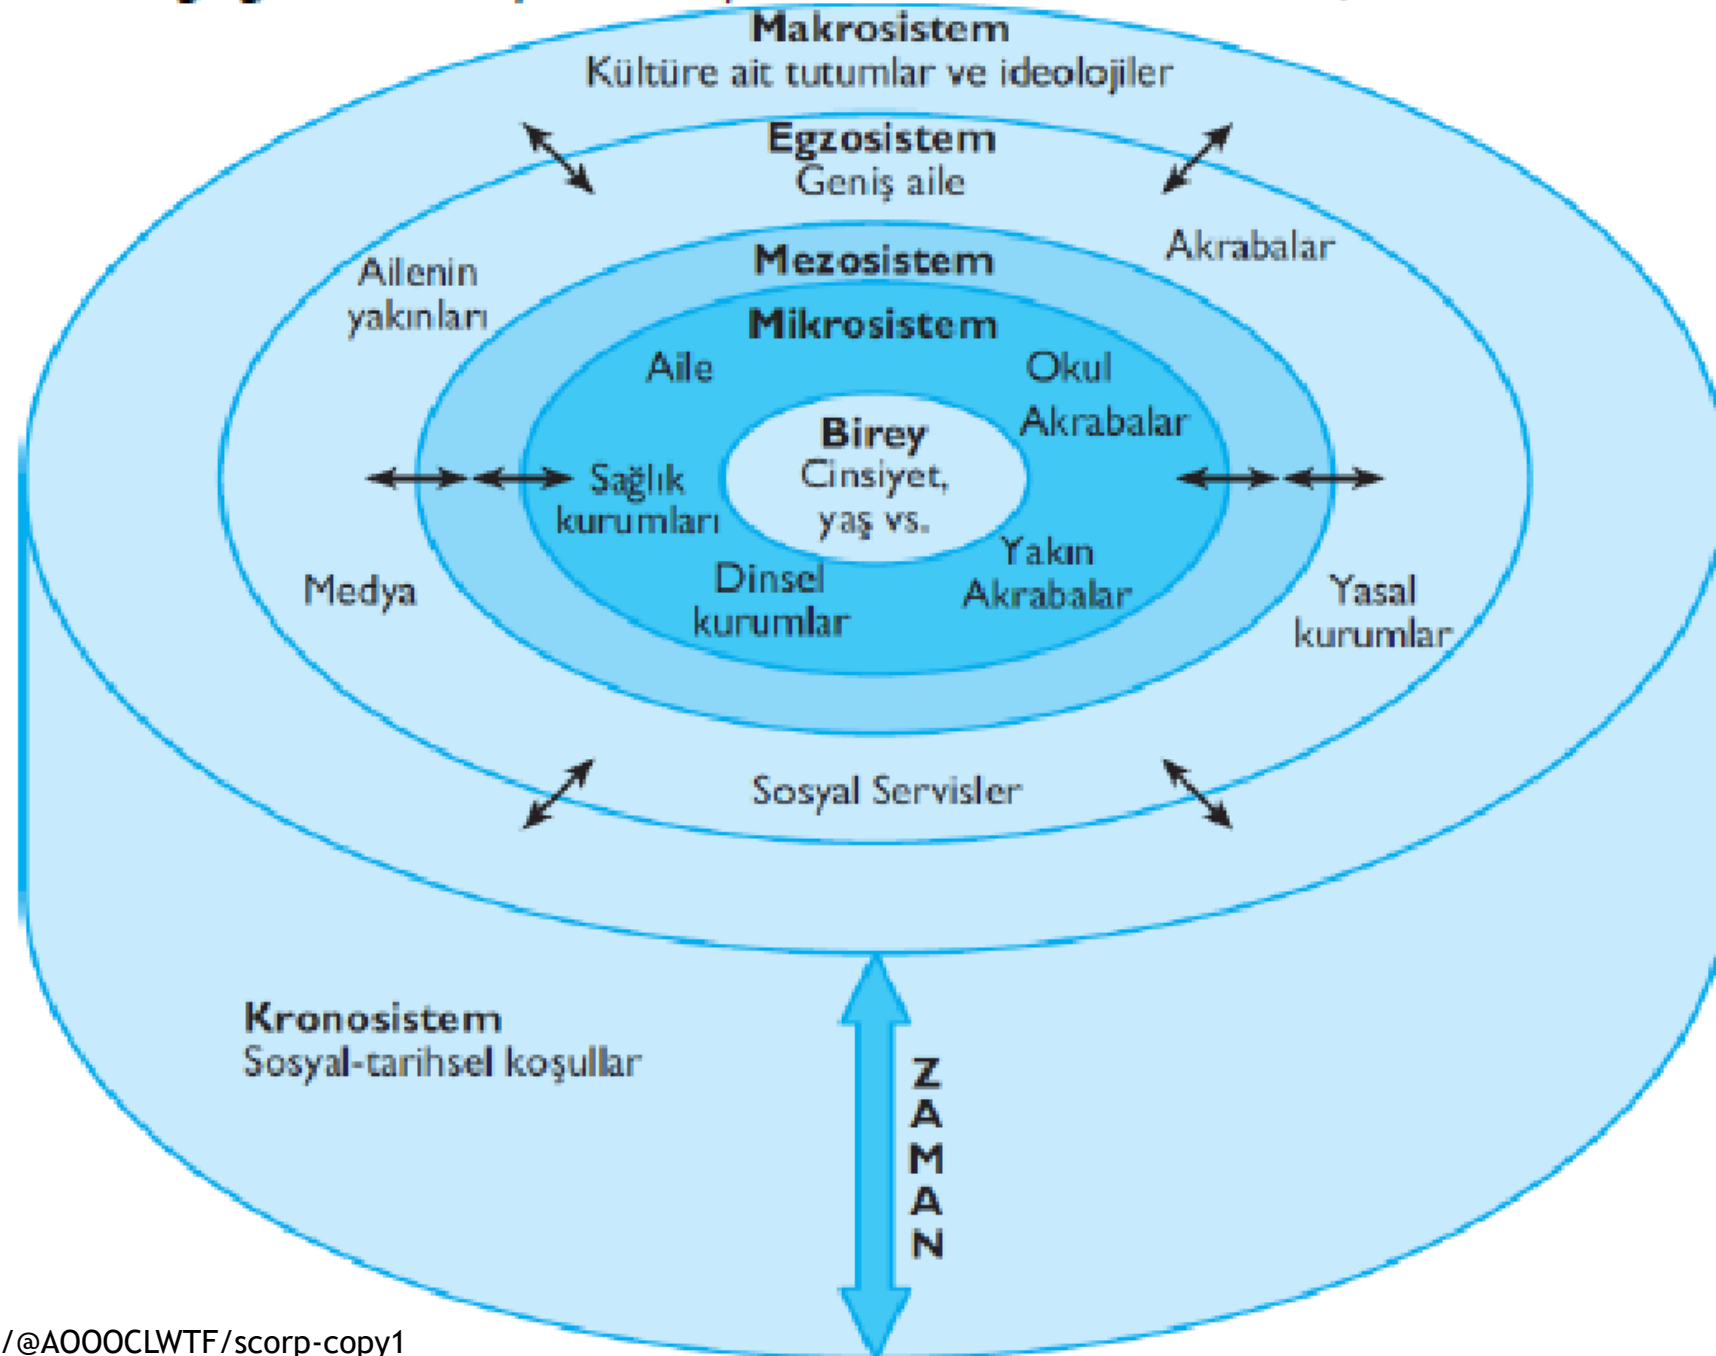 Makrosistem
Kültüre ait tutumlar ve ideolojiler
Egzosistem
Geniş aile
Akrabalar
Ailenin
yakınları
Mezosistem
Mikrosistem
Aile
Okul
Akrabalar
Birey
Cinsiyet,
yaş vs.
Sağlık
kurumları
Yakın
Akrabalar
Dinsel
kurumlar
Medya
Yasal
kurumlar
Sosyal Servisler
Kronosistem
Sosyal-tarihsel koşullar
Z
A
M
A
N
/@AOOOCLWTF/scorp-copy1